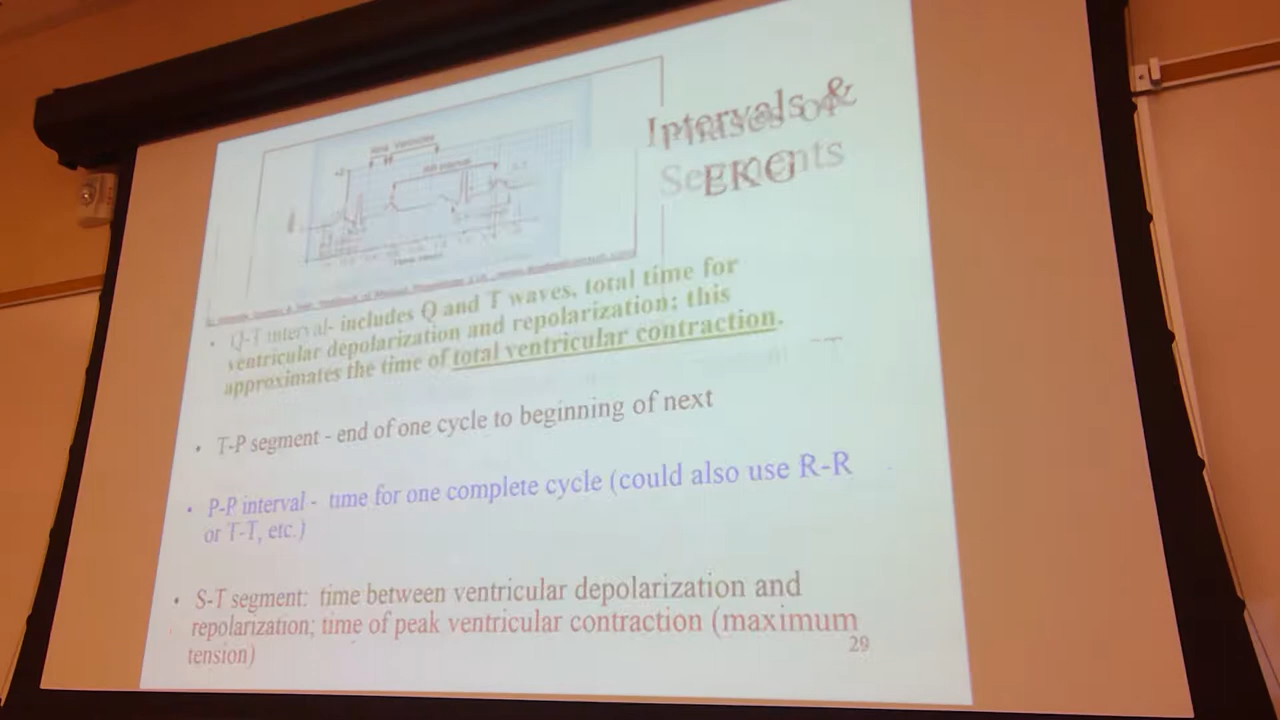 Intervals &
Segments
EKG
• Q-T interval- includes Q and T waves, total time for
ventricular depolarization and repolarization; this
approximates the time of total ventricular contraction.
• T-P segment - end of one cycle to beginning of next
• P-P interval - time for one complete cycle (could also use R-R
or T-T, etc.)
• S-T segment: time between ventricular depolarization and
repolarization; time of peak ventricular contraction (maximum
tension)
29